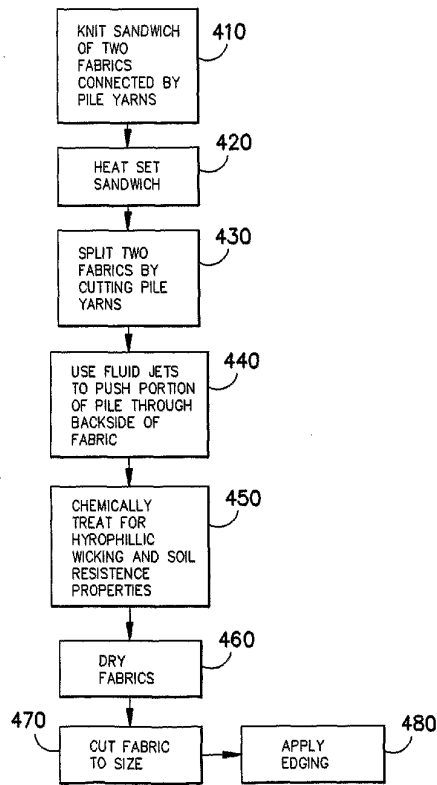 KNIT SANDWICH
OF TWO
FABRICS
CONNECTED BY
PILE YARNS
410
HEAT SET
SANDWICH
420
SPLIT TWO
FABRICS BY
CUTTING PILE
YARNS
430
USE FLUID JETS
TO PUSH PORTION
OF PILE THROUGH
BACKSIDE OF
FABRIC
440
CHEMICALLY
TREAT FOR
HYROPHILLIC
WICKING AND SOIL
RESISTENCE
PROPERTIES
450
DRY
FABRICS
460
470
CUT FABRIC
TO SIZE
APPLY
EDGING
480